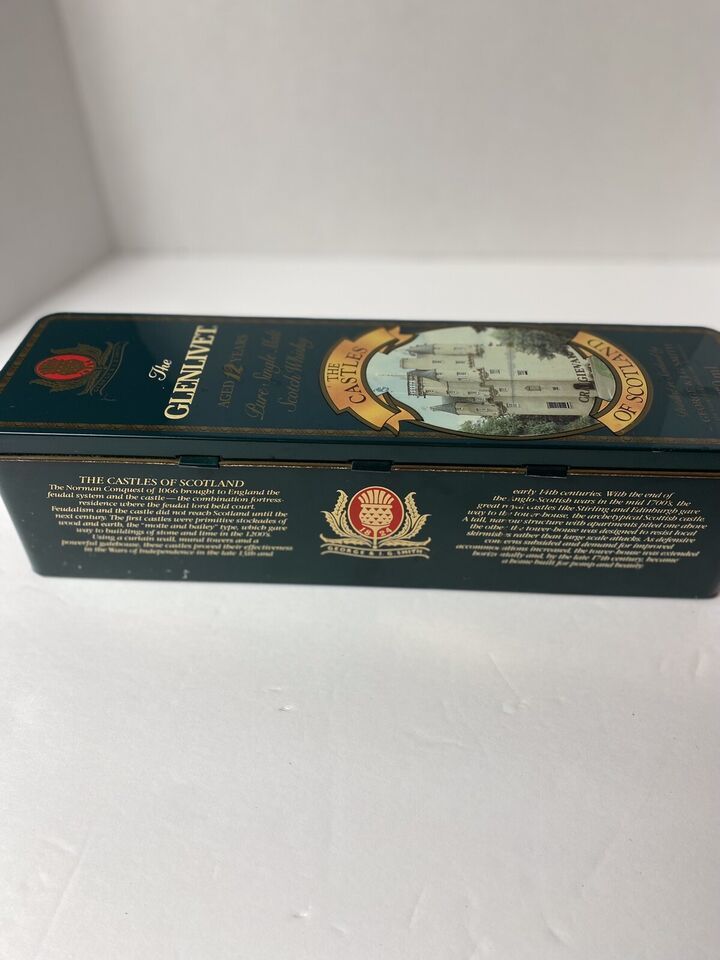 The
GLENLIVET
AGED 12 YEARS
Pure Single Malt
Scotch Whisky
THE
CASTLES
OF SCOTLAND
CRAIGIEVAR
THE CASTLES OF SCOTLAND
The Norman Conquest of 1066 brought to England the
feudal system and the castle — the combination fortress-
residence where the feudal lord held court.
Feudalism and the castle did not reach Scotland until the
next century. The first castles were primitive stockades of
wood and earth, the "motte and bailey" type, which gave
way to buildings of stone and lime in the 1200's.
Using a curtain wall, mural towers and a
powerful gatehouse, these castles proved their effectiveness
in the Wars of Independence in the late 13th and
1824
GEORGE & J.G. SMITH
early 14th centuries. With the end of
the Anglo-Scottish wars in the mid 1700's, the
great royal castles like Stirling and Edinburgh gave
way to the tower-house, the archetypical Scottish castle.
A tall, narrow structure with apartments piled one above
the other, the tower-house was designed to resist local
skirmishes rather than large scale attacks. As defensive
concerns subsided and demand for improved
accommodations increased, the tower-houses were extended
horizontally and, by the late 17th century, became
a home built for pomp and beauty.